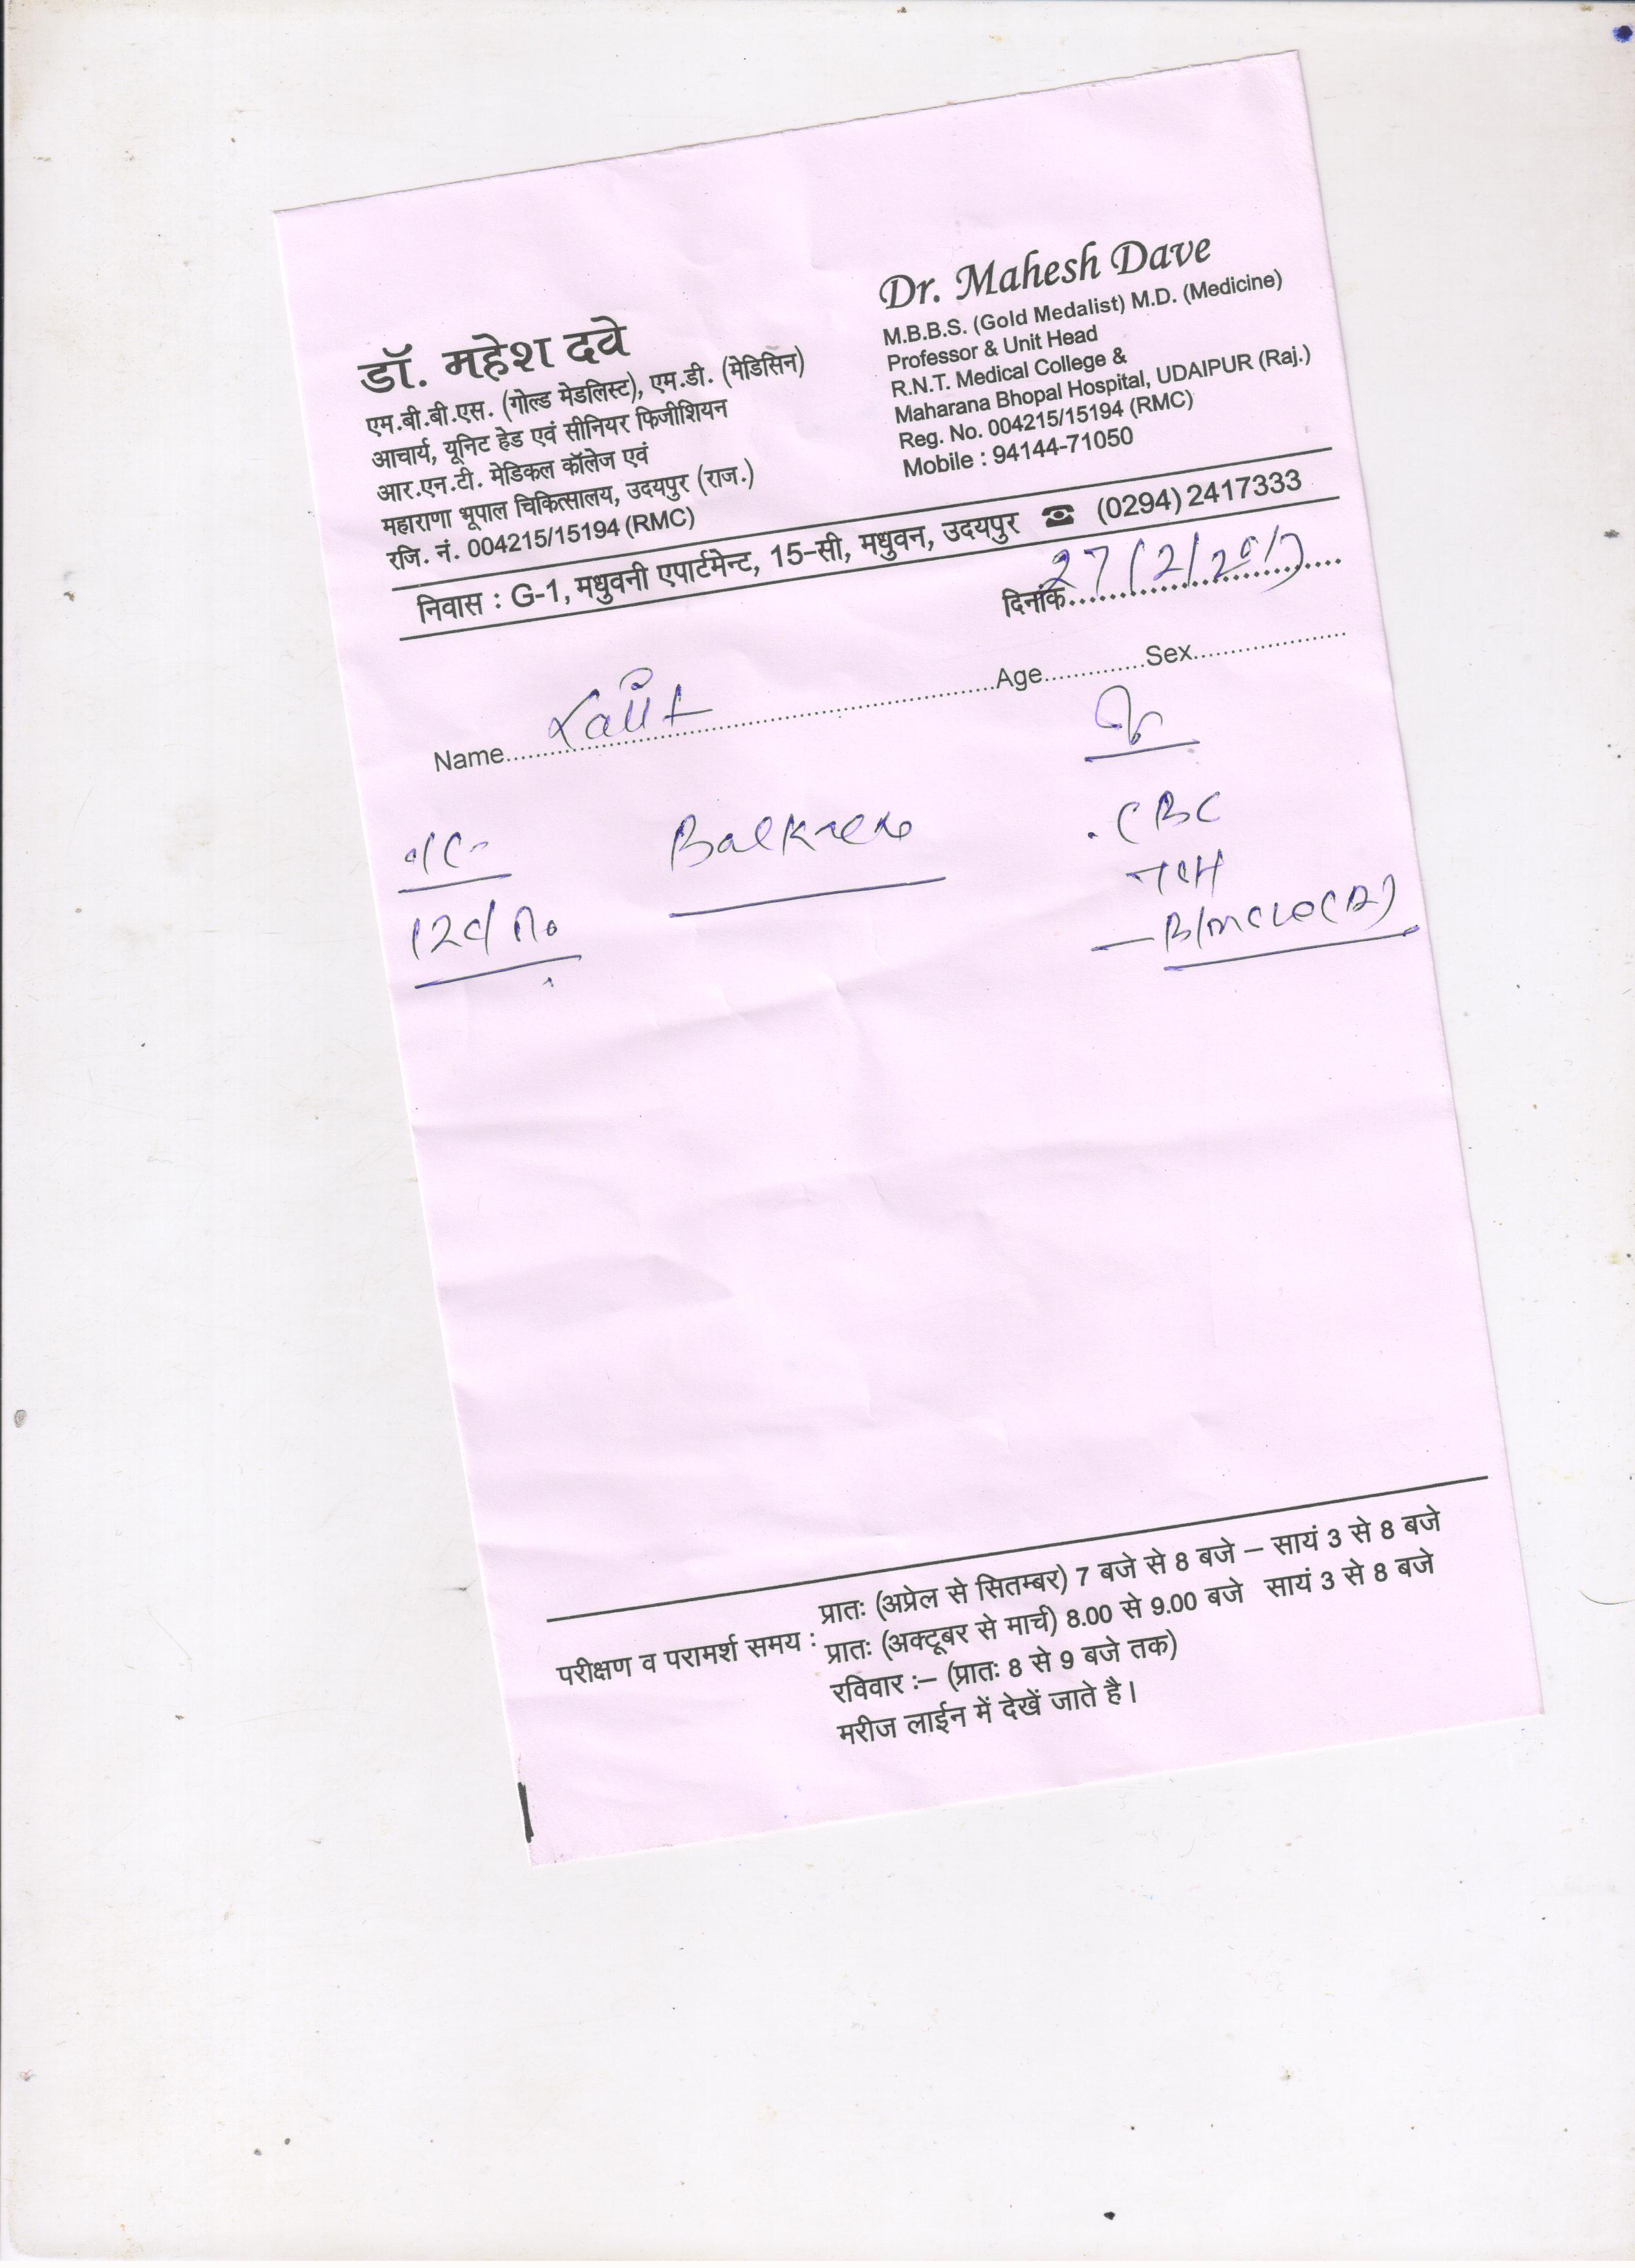 डॉ. महेश दवे
एम.बी.बी.एस. (गोल्ड मेडलिस्ट), एम.डी. (मेडिसिन)
आचार्य, यूनिट हेड एवं सीनियर फिजीशियन
आर.एन.टी. मेडिकल कॉलेज एवं
महाराणा भूपाल चिकित्सालय, उदयपुर (राज.)
रजि. नं. 004215/15194 (RMC)
Dr. Mahesh Dave
M.B.B.S. (Gold Medalist) M.D. (Medicine)
Professor & Unit Head
R.N.T. Medical College &
Maharana Bhopal Hospital, UDAIPUR (Raj.)
Reg. No. 004215/15194 (RMC)
Mobile : 94144-71050
निवास : G-1, मधुवनी एपार्टमेन्ट, 15-सी, मधुवन, उदयपुर ☎ (0294) 2417333
दिनांक 27/2/2017
Name Lalit Age Sex
CBC
परीक्षण व परामर्श समय : प्रातः (अप्रेल से सितम्बर) 7 बजे से 8 बजे – सायं 3 से 8 बजे
प्रातः (अक्टूबर से मार्च) 8.00 से 9.00 बजे सायं 3 से 8 बजे
रविवार :– (प्रातः 8 से 9 बजे तक)
मरीज लाईन में देखें जाते है।